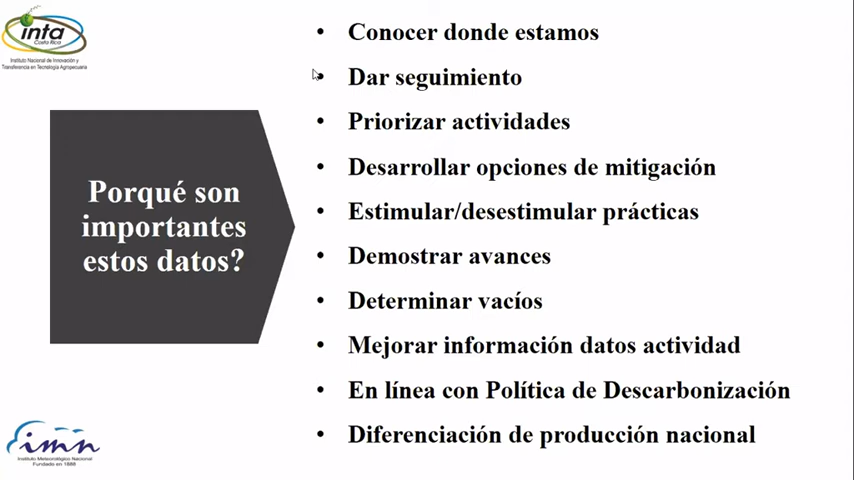 inta
Costa Rica
Instituto Nacional de Innovación y
Transferencia en Tecnología Agropecuaria
Porqué son
importantes
estos datos?
• Conocer donde estamos
• Dar seguimiento
• Priorizar actividades
• Desarrollar opciones de mitigación
• Estimular/desestimular prácticas
• Demostrar avances
• Determinar vacíos
• Mejorar información datos actividad
• En línea con Política de Descarbonización
• Diferenciación de producción nacional
imn
Instituto Meteorológico Nacional
Fundado en 1888